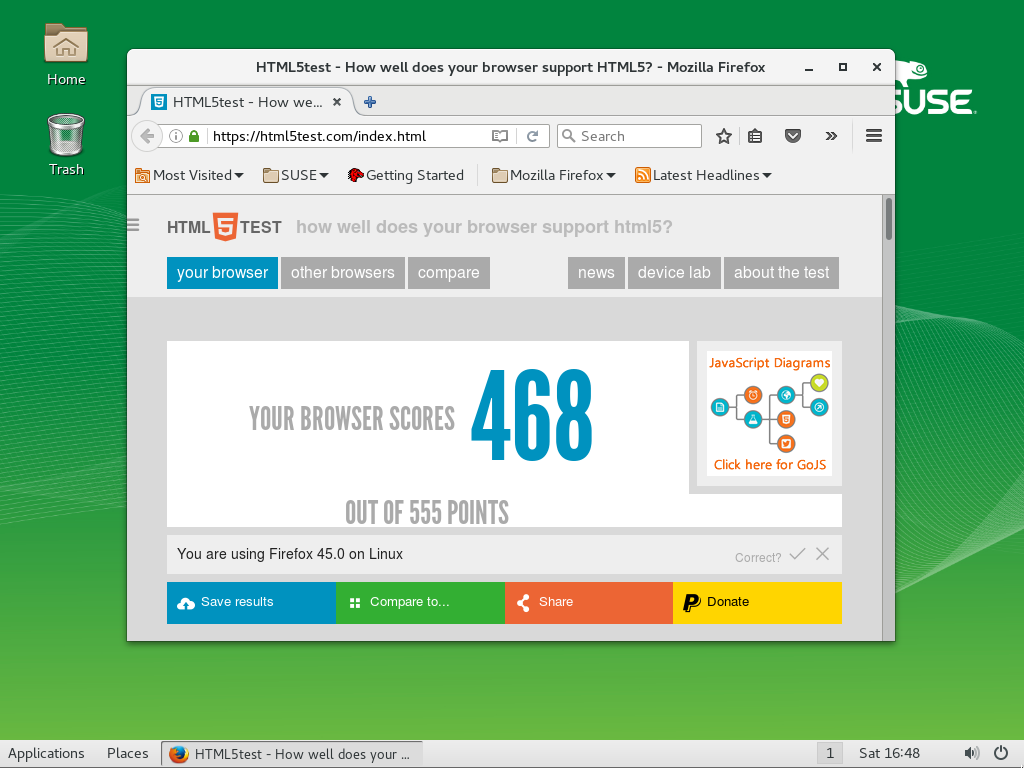 Home
Trash
SUSE
HTML5test - How well does your browser support HTML5? - Mozilla Firefox
HTML5test - How we...
https://html5test.com/index.html
Search
Most Visited
SUSE
Getting Started
Mozilla Firefox
Latest Headlines
HTML5TEST how well does your browser support html5?
your browser other browsers compare news device lab about the test
JavaScript Diagrams
YOUR BROWSER SCORES 468
Click here for GoJS
OUT OF 555 POINTS
You are using Firefox 45.0 on Linux
Correct?
Save results
Compare to...
Share
Donate
Applications Places HTML5test - How well does your ... 1 Sat 16:48